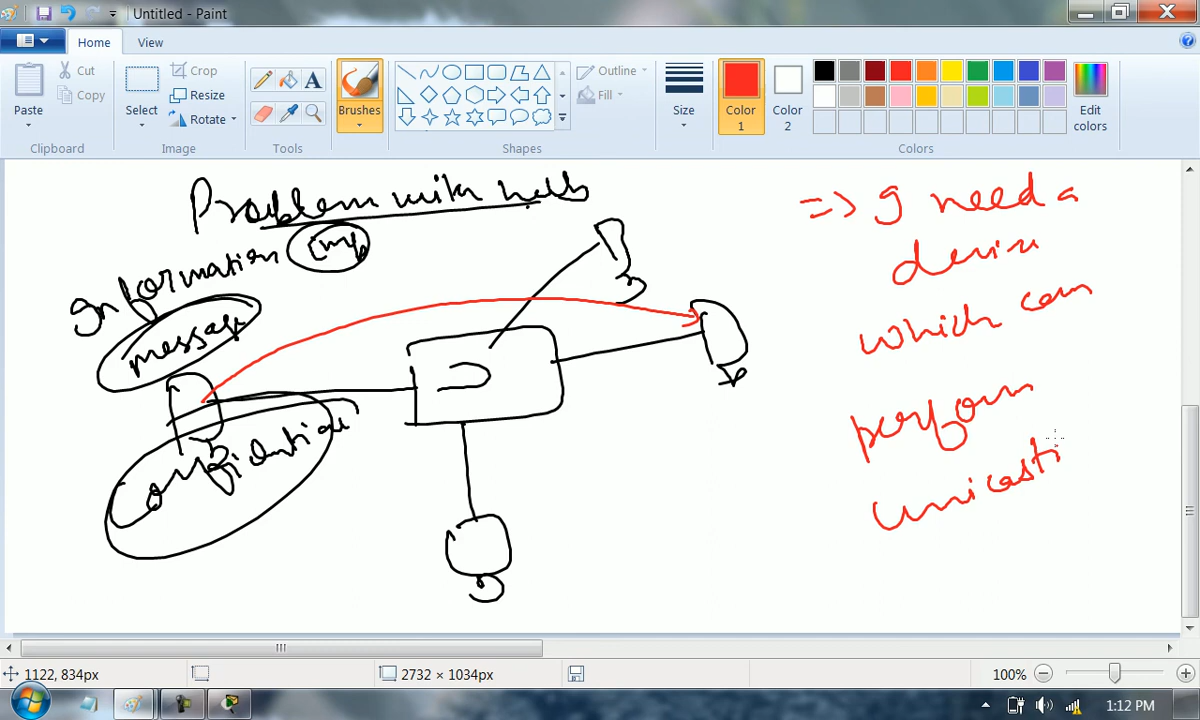 Untitled - Paint
Home
View
Paste
Cut
Copy
Clipboard
Select
Crop
Resize
Rotate
Image
Tools
Brushes
Shapes
Outline
Fill
Size
Color 1
Color 2
Edit colors
Colors
Problem with hubs
Information imp
message
confidential
=> I need a
device
which can
perform
unicasti
1122, 834px
2732 × 1034px
100%
1:12 PM